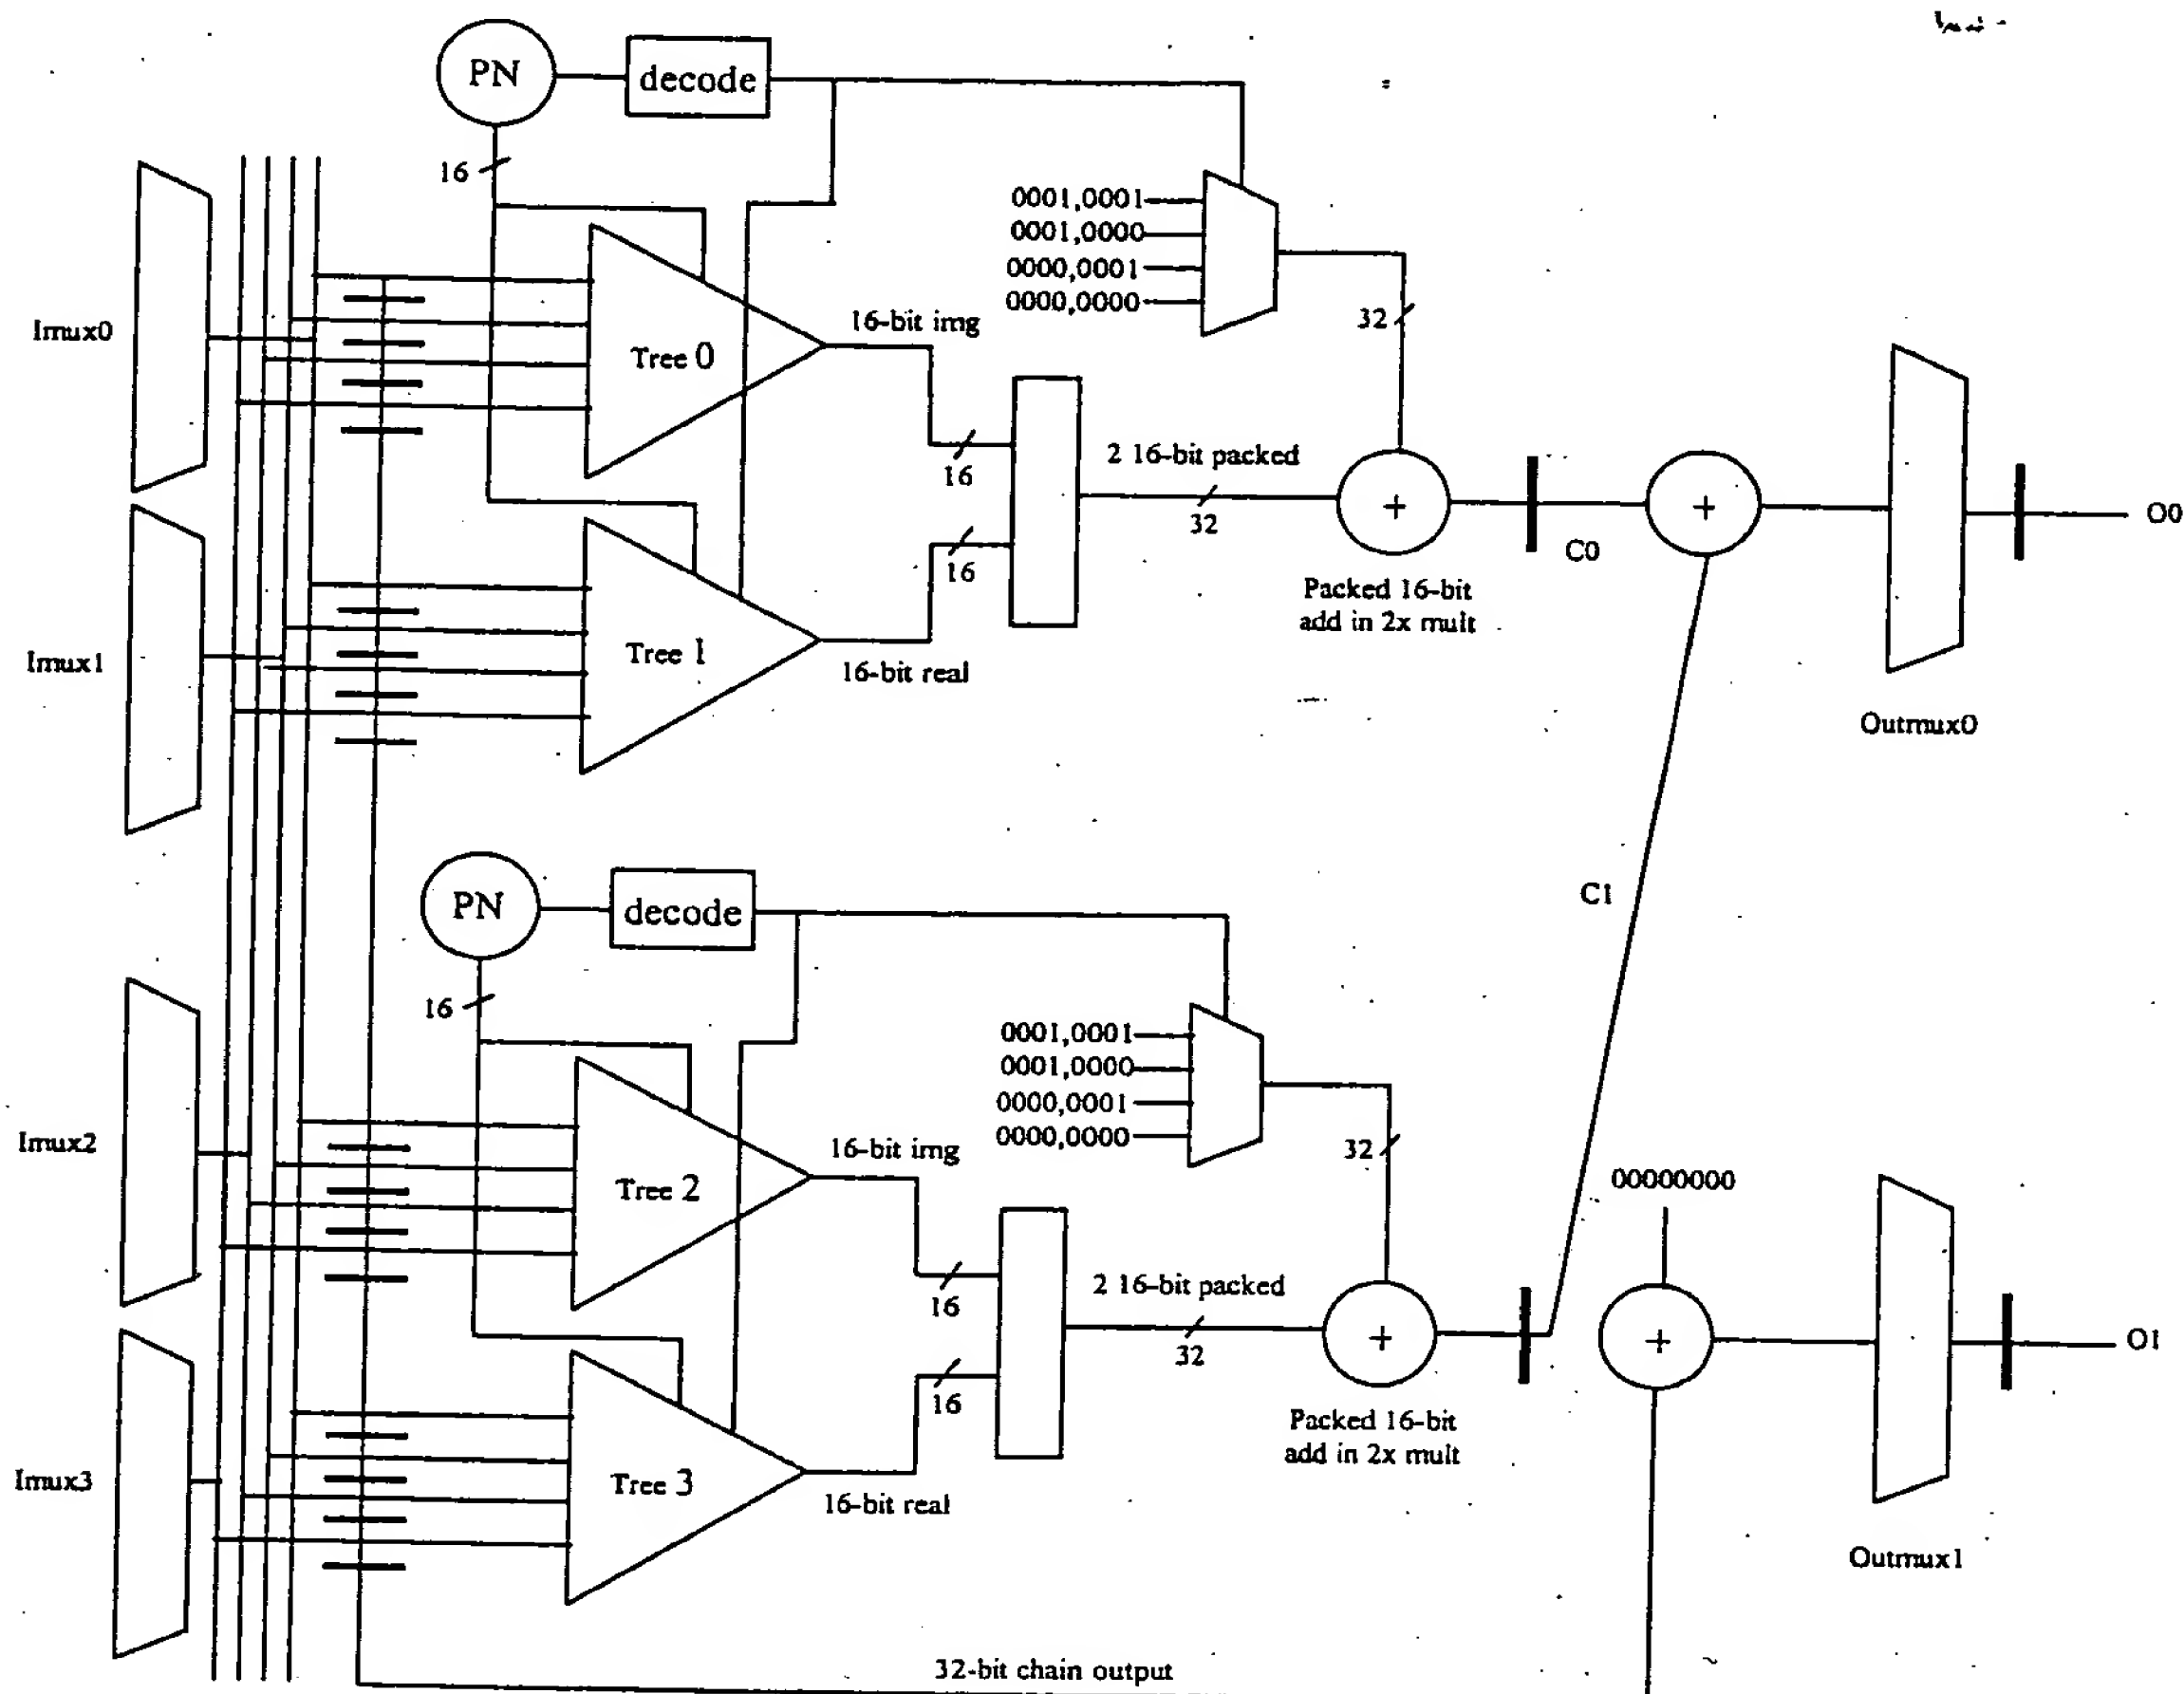 PN
decode
16
0001,0001
0001,0000
0000,0001
0000,0000
Imux0
Tree 0
16-bit img
32
16
2 16-bit packed
32
+
+
O0
C0
16
Packed 16-bit
add in 2x mult
Imux1
Tree 1
16-bit real
Outmux0
PN
decode
C1
16
0001,0001
0001,0000
0000,0001
0000,0000
Imux2
Tree 2
16-bit img
32
00000000
16
2 16-bit packed
32
+
+
O1
16
Packed 16-bit
add in 2x mult
Imux3
Tree 3
16-bit real
Outmux1
32-bit chain output